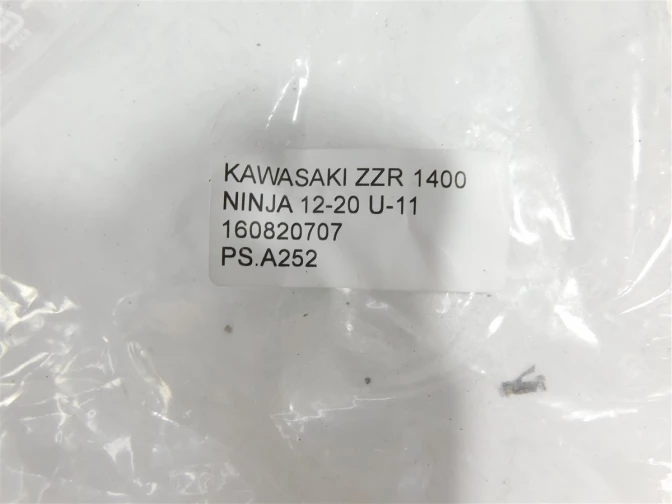 KAWASAKI ZZR 1400
NINJA 12-20 U-11
160820707
PS.A252